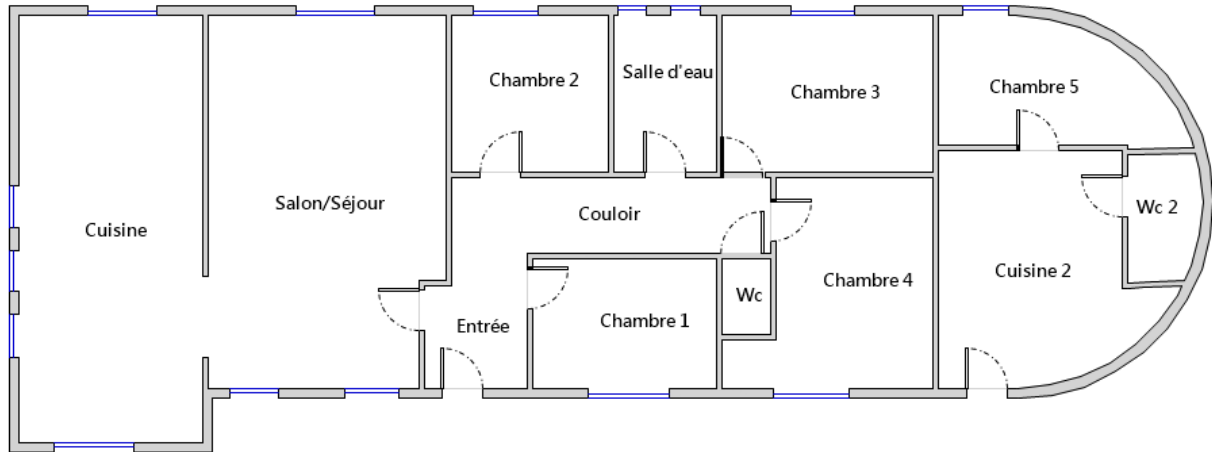 Chambre 2
Salle d'eau
Chambre 3
Chambre 5
Cuisine
Salon/Séjour
Couloir
Wc 2
Chambre 4
Cuisine 2
Wc
Entrée
Chambre 1